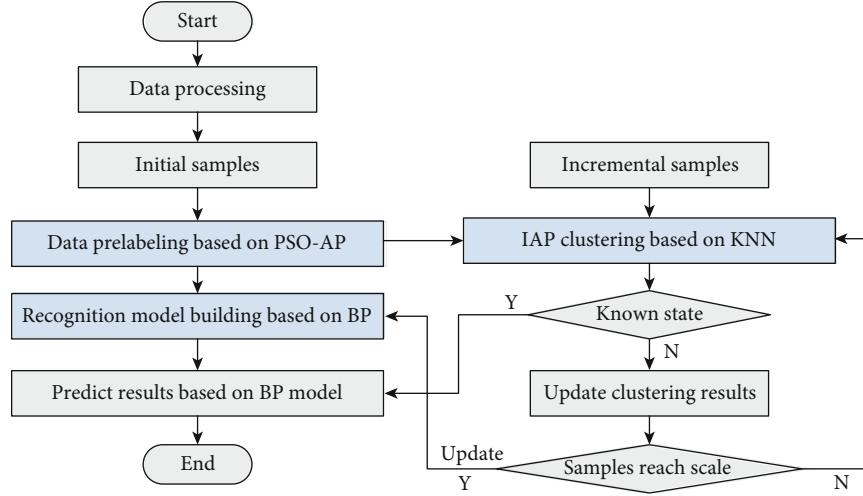 Start
Data processing
Initial samples
Incremental samples
Data prelabeling based on PSO-AP
IAP clustering based on KNN
Recognition model building based on BP
Y
Known state
N
Predict results based on BP model
Update clustering results
End
Update
Y
Samples reach scale
N